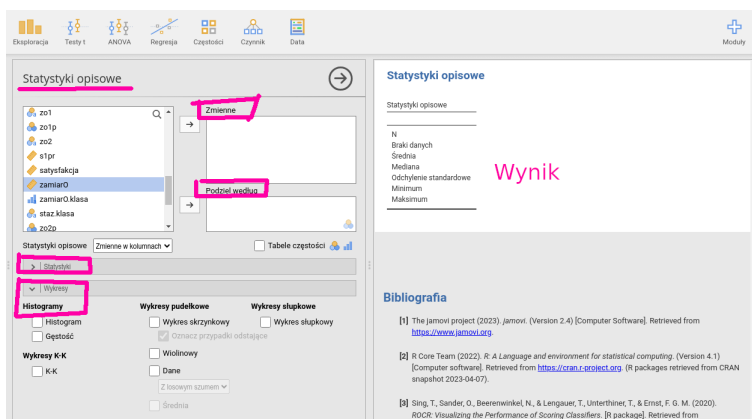 Eksploracja Testy t ANOVA Regresja Częstości Czynnik Data Moduły
Statystyki opisowe
zo1
zo1p
zo2
s1pr
satysfakcja
zamiarO
zamiarO.klasa
staz.klasa
zo2p
Zmienne
Podziel według
Statystyki opisowe Zmienne w kolumnach Tabele częstości
Statystyki
Wykresy
Histogramy Wykresy pudełkowe Wykresy słupkowe
Histogram Wykres skrzynkowy Wykres słupkowy
Gęstość Oznacz przypadki odstające
Wykresy K-K Wiolinowy
K-K Dane
Z losowym szumem
Średnia
Statystyki opisowe
Statystyki opisowe
N
Braki danych
Średnia
Mediana
Odchylenie standardowe
Minimum
Maksimum
Wynik
Bibliografia
[1] The jamovi project (2023). jamovi. (Version 2.4) [Computer Software]. Retrieved from
https://www.jamovi.org.
[2] R Core Team (2022). R: A Language and environment for statistical computing. (Version 4.1)
[Computer software]. Retrieved from https://cran.r-project.org. (R packages retrieved from CRAN
snapshot 2023-04-07).
[3] Sing, T., Sander, O., Beerenwinkel, N., & Lengauer, T., Unterthiner, T., & Ernst, F. G. M. (2020).
ROCR: Visualizing the Performance of Scoring Classifiers. [R package]. Retrieved from